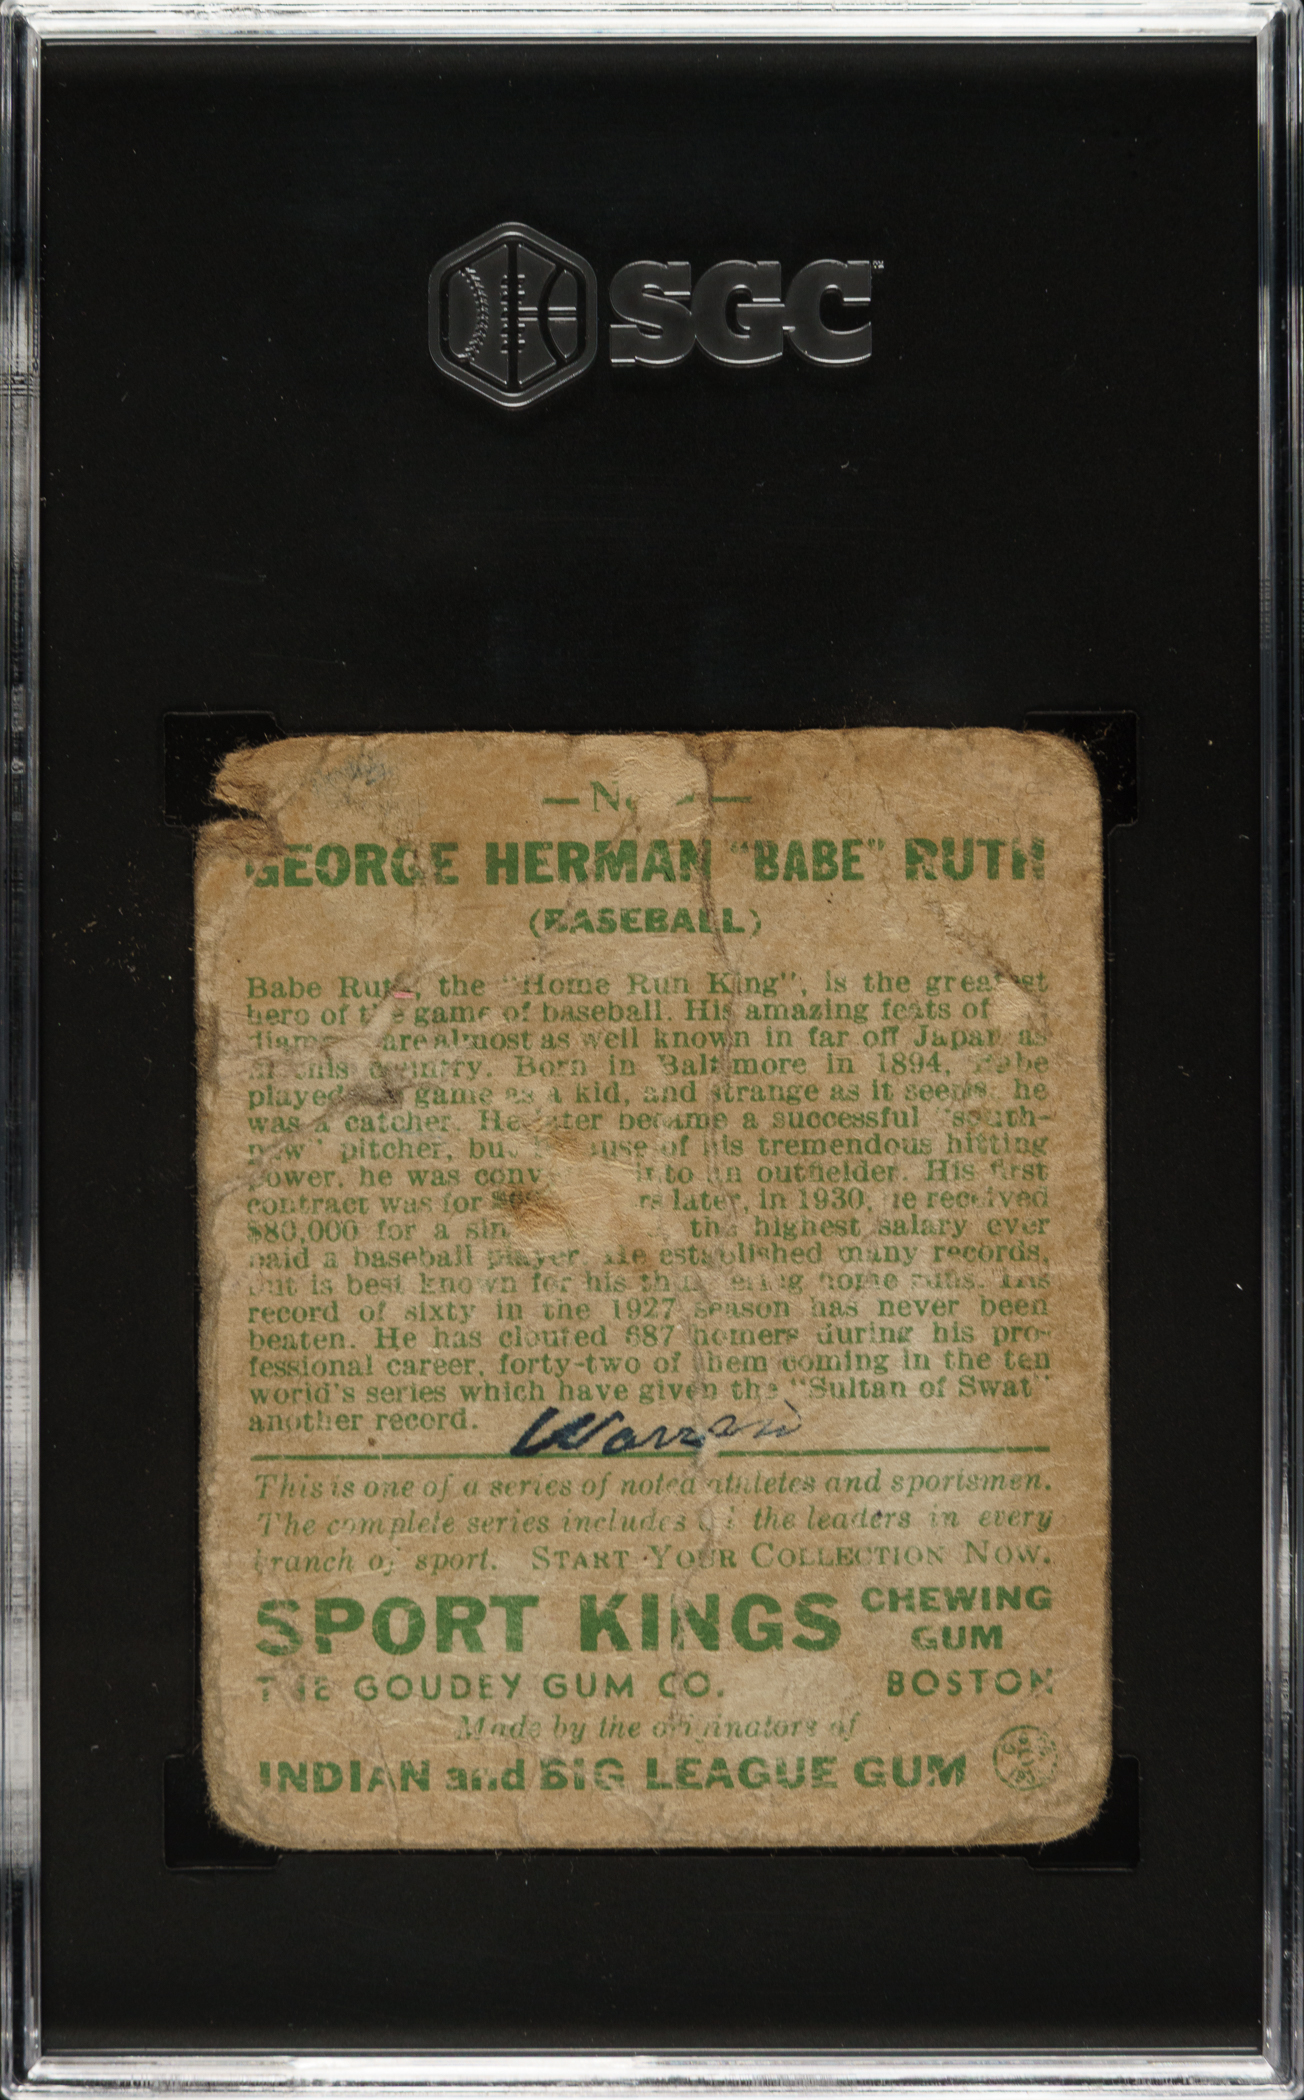 SGC
— N
GEORGE HERMAN "BABE" RUTH
(BASEBALL)
Babe Ruth, the "Home Run King", is the greatest
hero of the game of baseball. His amazing feats of
are almost as well known in far off Japan as
his country. Born in Baltimore in 1894, Babe
played game as a kid, and strange as it seems, he
was a catcher. He later became a successful "south-
paw" pitcher, but because of his tremendous hitting
power, he was an outfielder. His first
contract was for later, in 1930, he received
$80,000 for a the highest salary ever
paid a baseball player. He established many records,
but is best known for his thundering home runs. His
record of sixty in the 1927 season has never been
beaten. He has clouted 687 homers during his pro-
fessional career, forty-two of them coming in the ten
world's series which have given the "Sultan of Swat"
another record.
Warren
This is one of a series of noted athletes and sportsmen.
The complete series includes all the leaders in every
branch of sport. START YOUR COLLECTION NOW.
SPORT KINGS CHEWING GUM
THE GOUDEY GUM CO. BOSTON
Made by the originators of
INDIAN and BIG LEAGUE GUM